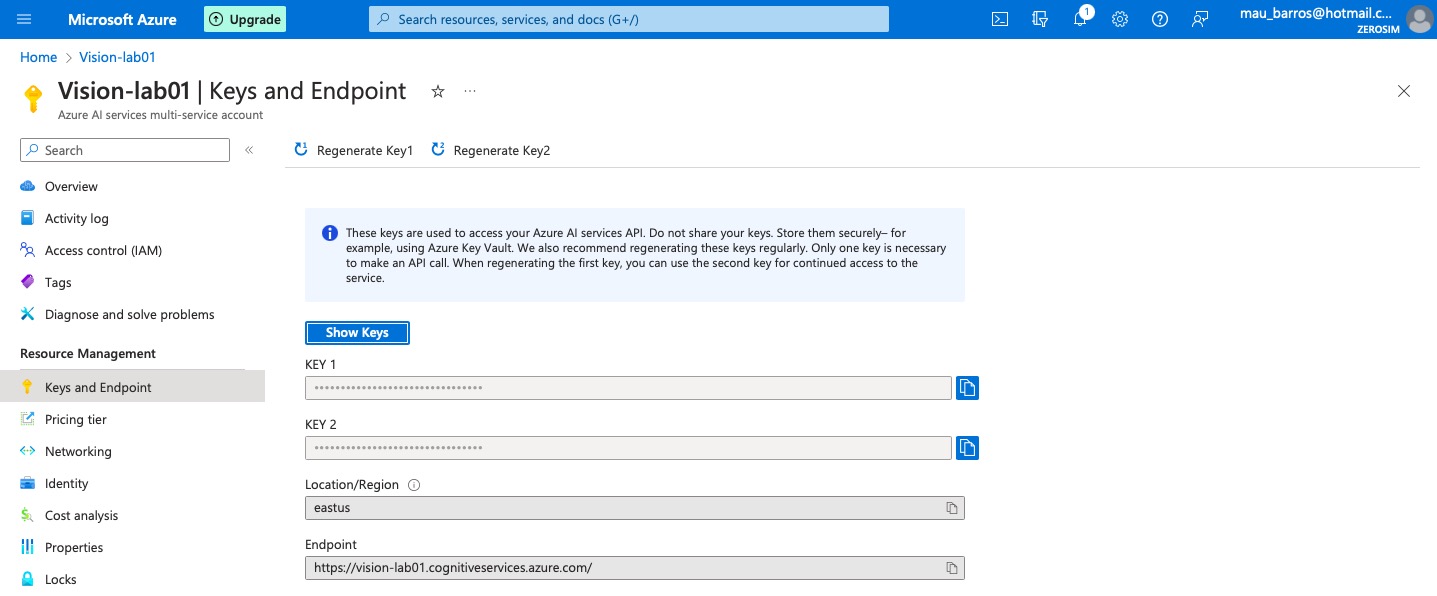 Microsoft Azure
Upgrade
Search resources, services, and docs (G+/)
1
mau_barros@hotmail.c...
ZEROSIM
Home > Vision-lab01
Vision-lab01 | Keys and Endpoint
...
Azure AI services multi-service account
Search
«
Regenerate Key1
Regenerate Key2
Overview
Activity log
Access control (IAM)
Tags
Diagnose and solve problems
Resource Management
Keys and Endpoint
Pricing tier
Networking
Identity
Cost analysis
Properties
Locks
These keys are used to access your Azure AI services API. Do not share your keys. Store them securely– for
example, using Azure Key Vault. We also recommend regenerating these keys regularly. Only one key is necessary
to make an API call. When regenerating the first key, you can use the second key for continued access to the
service.
Show Keys
KEY 1
••••••••••••••••••••••••••••••••
KEY 2
••••••••••••••••••••••••••••••••
Location/Region
eastus
Endpoint
https://vision-lab01.cognitiveservices.azure.com/